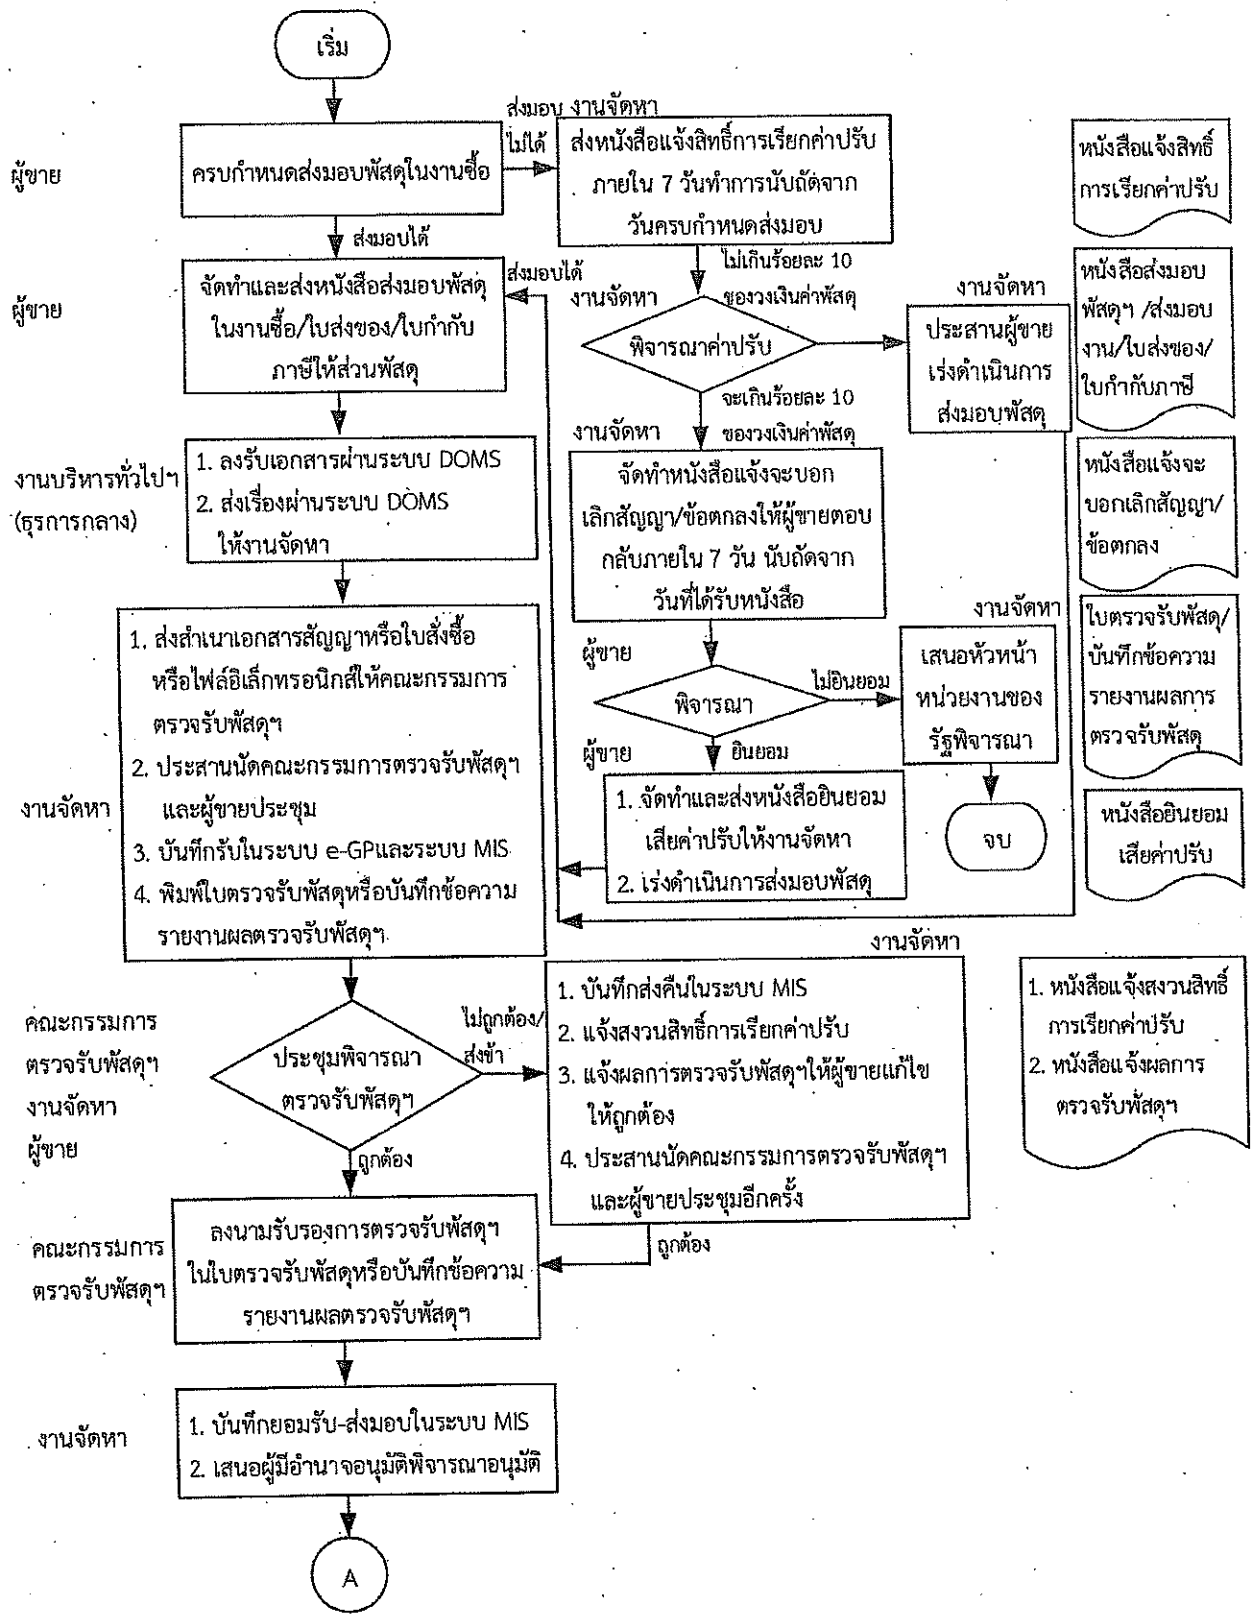 เริ่ม
ผู้ขาย
ครบกำหนดส่งมอบพัสดุในงานซื้อ
ส่งมอบ
ไม่ได้
งานจัดหา
ส่งหนังสือแจ้งสิทธิ์การเรียกค่าปรับ
ภายใน 7 วันทำการนับถัดจาก
วันครบกำหนดส่งมอบ
หนังสือแจ้งสิทธิ์
การเรียกค่าปรับ
ส่งมอบได้
ผู้ขาย
จัดทำและส่งหนังสือส่งมอบพัสดุ
ในงานซื้อ/ใบส่งของ/ใบกำกับ
ภาษีให้ส่วนพัสดุ
ส่งมอบได้
งานจัดหา
ไม่เกินร้อยละ 10
ของวงเงินค่าพัสดุ
พิจารณาค่าปรับ
งานจัดหา
ประสานผู้ขาย
เร่งดำเนินการ
ส่งมอบพัสดุ
หนังสือส่งมอบ
พัสดุฯ /ส่งมอบ
งาน/ใบส่งของ/
ใบกำกับภาษี
จะเกินร้อยละ 10
ของวงเงินค่าพัสดุ
งานจัดหา
งานบริหารทั่วไปฯ
(ธุรการกลาง)
1. ลงรับเอกสารผ่านระบบ DOMS
2. ส่งเรื่องผ่านระบบ DOMS
ให้งานจัดหา
จัดทำหนังสือแจ้งจะบอก
เลิกสัญญา/ข้อตกลงให้ผู้ขายตอบ
กลับภายใน 7 วัน นับถัดจาก
วันที่ได้รับหนังสือ
หนังสือแจ้งจะ
บอกเลิกสัญญา/
ข้อตกลง
งานจัดหา
1. ส่งสำเนาเอกสารสัญญาหรือใบสั่งซื้อ
หรือไฟล์อิเล็กทรอนิกส์ให้คณะกรรมการ
ตรวจรับพัสดุฯ
2. ประสานนัดคณะกรรมการตรวจรับพัสดุฯ
และผู้ขายประชุม
3. บันทึกรับในระบบ e-GPและระบบ MIS
4. พิมพ์ใบตรวจรับพัสดุหรือบันทึกข้อความ
รายงานผลตรวจรับพัสดุฯ
ผู้ขาย
พิจารณา
ไม่ยินยอม
งานจัดหา
เสนอหัวหน้า
หน่วยงานของ
รัฐพิจารณา
ใบตรวจรับพัสดุ/
บันทึกข้อความ
รายงานผลการ
ตรวจรับพัสดุ
ผู้ขาย
ยินยอม
1. จัดทำและส่งหนังสือยินยอม
เสียค่าปรับให้งานจัดหา
2. เร่งดำเนินการส่งมอบพัสดุ
จบ
หนังสือยินยอม
เสียค่าปรับ
คณะกรรมการ
ตรวจรับพัสดุฯ
งานจัดหา
ผู้ขาย
ประชุมพิจารณา
ตรวจรับพัสดุฯ
ไม่ถูกต้อง/
ส่งช้า
งานจัดหา
1. บันทึกส่งคืนในระบบ MIS
2. แจ้งสงวนสิทธิ์การเรียกค่าปรับ
3. แจ้งผลการตรวจรับพัสดุฯให้ผู้ขายแก้ไข
ให้ถูกต้อง
4. ประสานนัดคณะกรรมการตรวจรับพัสดุฯ
และผู้ขายประชุมอีกครั้ง
1. หนังสือแจ้งสงวนสิทธิ์
การเรียกค่าปรับ
2. หนังสือแจ้งผลการ
ตรวจรับพัสดุฯ
ถูกต้อง
คณะกรรมการ
ตรวจรับพัสดุฯ
ลงนามรับรองการตรวจรับพัสดุฯ
ในใบตรวจรับพัสดุหรือบันทึกข้อความ
รายงานผลตรวจรับพัสดุฯ
ถูกต้อง
งานจัดหา
1. บันทึกยอมรับ-ส่งมอบในระบบ MIS
2. เสนอผู้มีอำนาจอนุมัติพิจารณาอนุมัติ
A